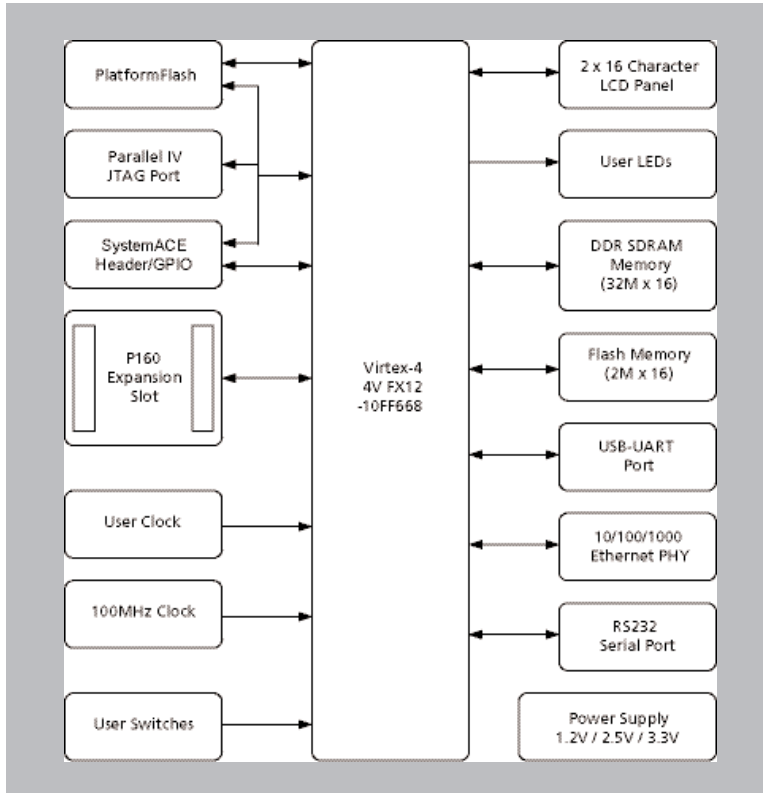 PlatformFlash
Parallel IV
JTAG Port
SystemACE
Header/GPIO
P160
Expansion
Slot
User Clock
100MHz Clock
User Switches
Virtex-4
4V FX12
-10FF668
2 x 16 Character
LCD Panel
User LEDs
DDR SDRAM
Memory
(32M x 16)
Flash Memory
(2M x 16)
USB-UART
Port
10/100/1000
Ethernet PHY
RS232
Serial Port
Power Supply
1.2V / 2.5V / 3.3V